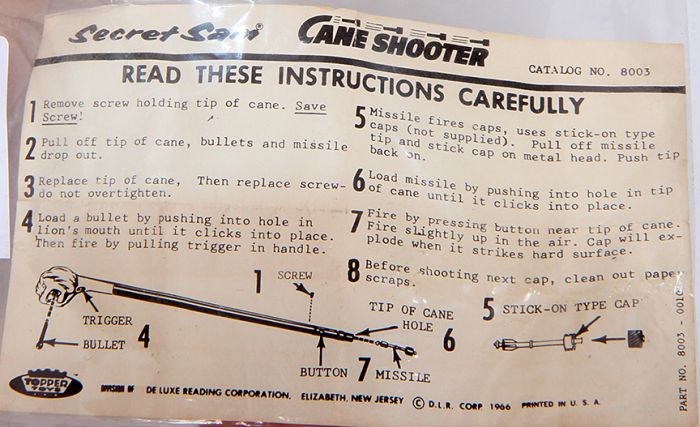 Secret Sam® CANE SHOOTER
CATALOG NO. 8003
READ THESE INSTRUCTIONS CAREFULLY
1 Remove screw holding tip of cane. Save
Screw!
2 Pull off tip of cane, bullets and missile
drop out.
3 Replace tip of cane, Then replace screw-
do not overtighten.
4 Load a bullet by pushing into hole in
lion's mouth until it clicks into place.
Then fire by pulling trigger in handle.
5 Missile fires caps, uses stick-on type
caps (not supplied). Pull off missile
tip and stick cap on metal head. Push tip
back on.
6 Load missile by pushing into hole in tip
of cane until it clicks into place.
7 Fire by pressing button near tip of cane.
Fire slightly up in the air. Cap will ex-
plode when it strikes hard surface.
8 Before shooting next cap, clean out paper
scraps.
1 SCREW
TRIGGER 4
BULLET
TIP OF CANE
HOLE 6
BUTTON 7 MISSILE
5 STICK-ON TYPE CAP
PART NO. 8003 -
TOPPER
TOYS
DIVISION OF DE LUXE READING CORPORATION, ELIZABETH, NEW JERSEY © D.L.R. CORP. 1966 PRINTED IN U. S. A.